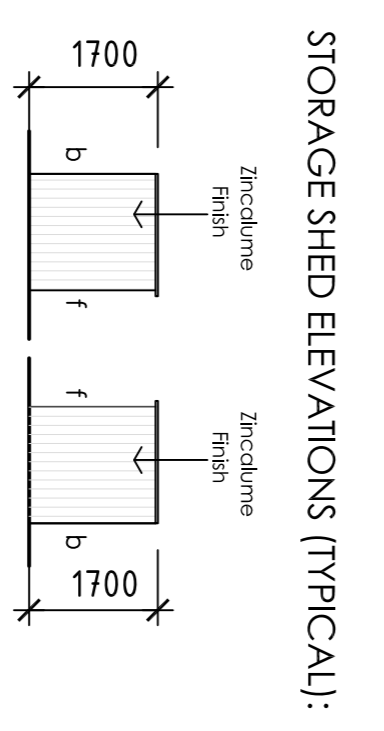 STORAGE SHED ELEVATIONS (TYPICAL):
Zincalume
Finish
Zincalume
Finish
1700
b
f
f
b
1700